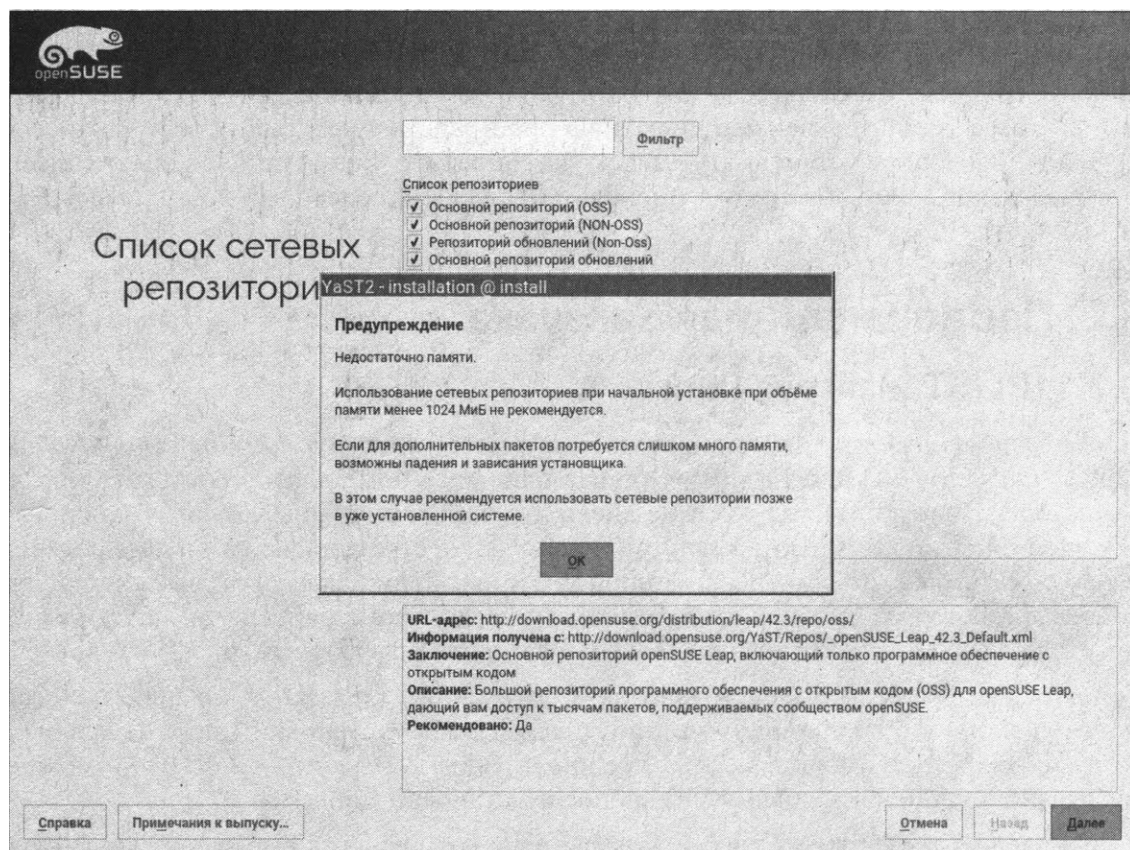 openSUSE
Фильтр
Список репозиториев
Основной репозиторий (OSS)
Основной репозиторий (NON-OSS)
Репозиторий обновлений (Non-Oss)
Основной репозиторий обновлений
Список сетевых
репозитори
YaST2 - installation @ install
Предупреждение
Недостаточно памяти.
Использование сетевых репозиториев при начальной установке при объёме
памяти менее 1024 МиБ не рекомендуется.
Если для дополнительных пакетов потребуется слишком много памяти,
возможны падения и зависания установщика.
В этом случае рекомендуется использовать сетевые репозитории позже
в уже установленной системе.
OK
URL-адрес: http://download.opensuse.org/distribution/leap/42.3/repo/oss/
Информация получена с: http://download.opensuse.org/YaST/Repos/_openSUSE_Leap_42.3_Default.xml
Заключение: Основной репозиторий openSUSE Leap, включающий только программное обеспечение с
открытым кодом
Описание: Большой репозиторий программного обеспечения с открытым кодом (OSS) для openSUSE Leap,
дающий вам доступ к тысячам пакетов, поддерживаемых сообществом openSUSE.
Рекомендовано: Да
Справка
Примечания к выпуску...
Отмена
Назад
Далее